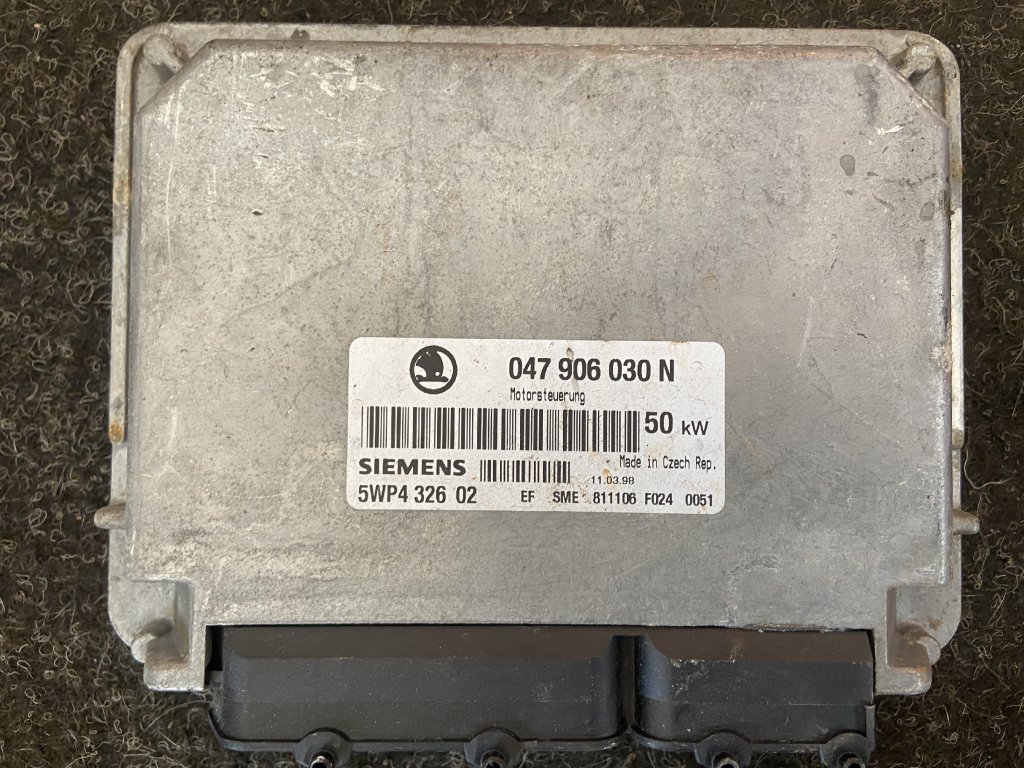 047 906 030 N
Motorsteuerung
50 kW
Made in Czech Rep.
SIEMENS
11.03.98
5WP4 326 02 EF SME 811106 F024 0051